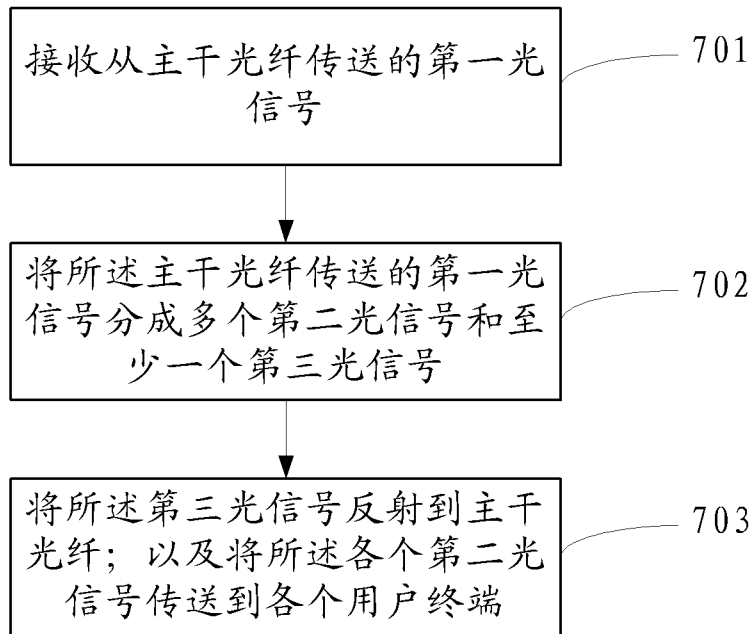 接收从主干光纤传送的第一光
信号
701
将所述主干光纤传送的第一光
信号分成多个第二光信号和至
少一个第三光信号
702
将所述第三光信号反射到主干
光纤；以及将所述各个第二光
信号传送到各个用户终端
703